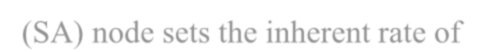 (SA) node sets the inherent rate of